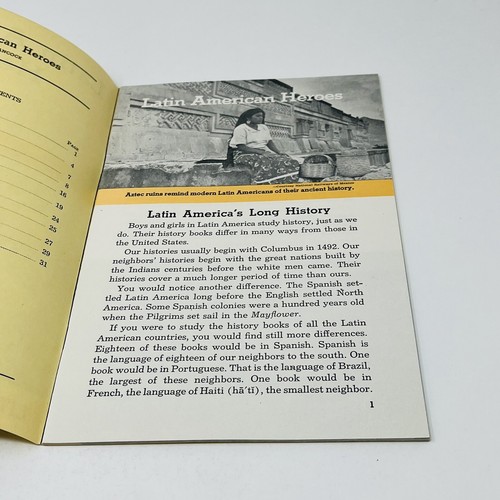 can Heroes
ANCOCK
ENTS
Page
1
4
7
8
16
19
24
25
27
29
31
Latin American Heroes
—Courtesy National Railways of Mexico
Aztec ruins remind modern Latin Americans of their ancient history.
Latin America's Long History
Boys and girls in Latin America study history, just as we
do. Their history books differ in many ways from those in
the United States.
Our histories usually begin with Columbus in 1492. Our
neighbors' histories begin with the great nations built by
the Indians centuries before the white men came. Their
histories cover a much longer period of time than ours.
You would notice another difference. The Spanish set-
tled Latin America long before the English settled North
America. Some Spanish colonies were a hundred years old
when the Pilgrims set sail in the Mayflower.
If you were to study the history books of all the Latin
American countries, you would find still more differences.
Eighteen of these books would be in Spanish. Spanish is
the language of eighteen of our neighbors to the south. One
book would be in Portuguese. That is the language of Brazil,
the largest of these neighbors. One book would be in
French, the language of Haiti (hā′tĭ), the smallest neighbor.
1